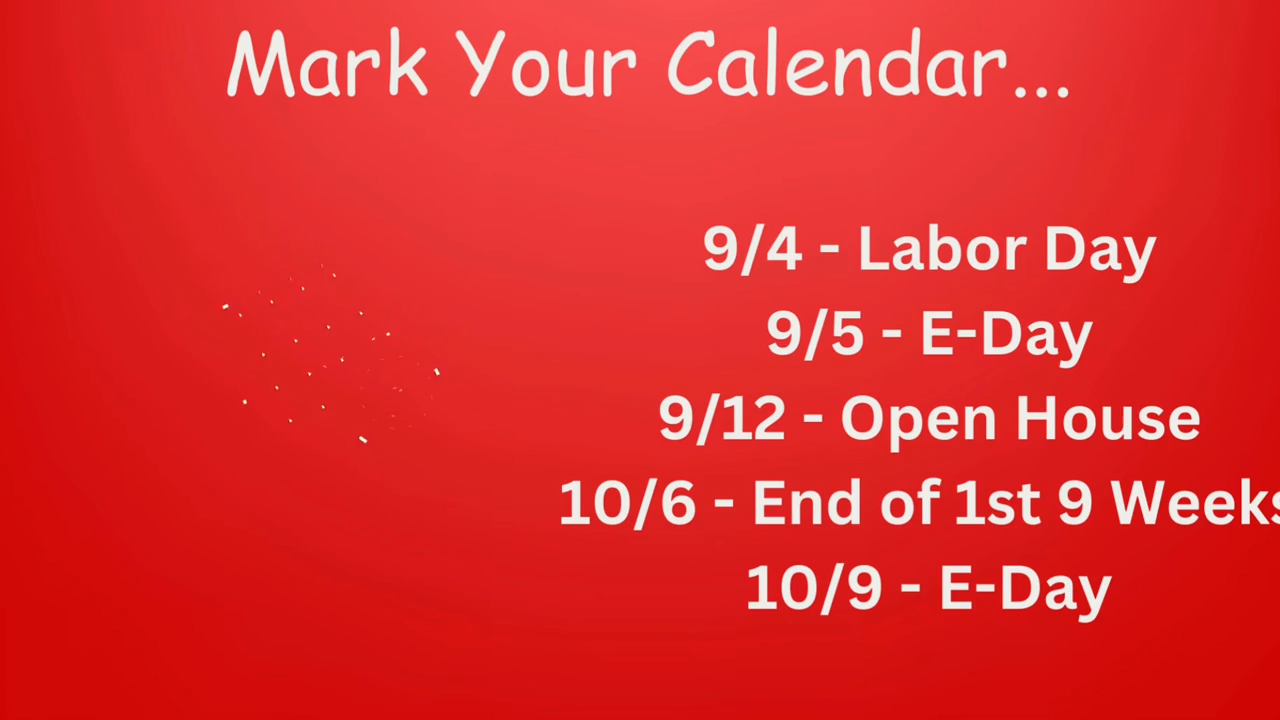 Mark Your Calendar...
9/4 - Labor Day
9/5 - E-Day
9/12 - Open House
10/6 - End of 1st 9 Weeks
10/9 - E-Day